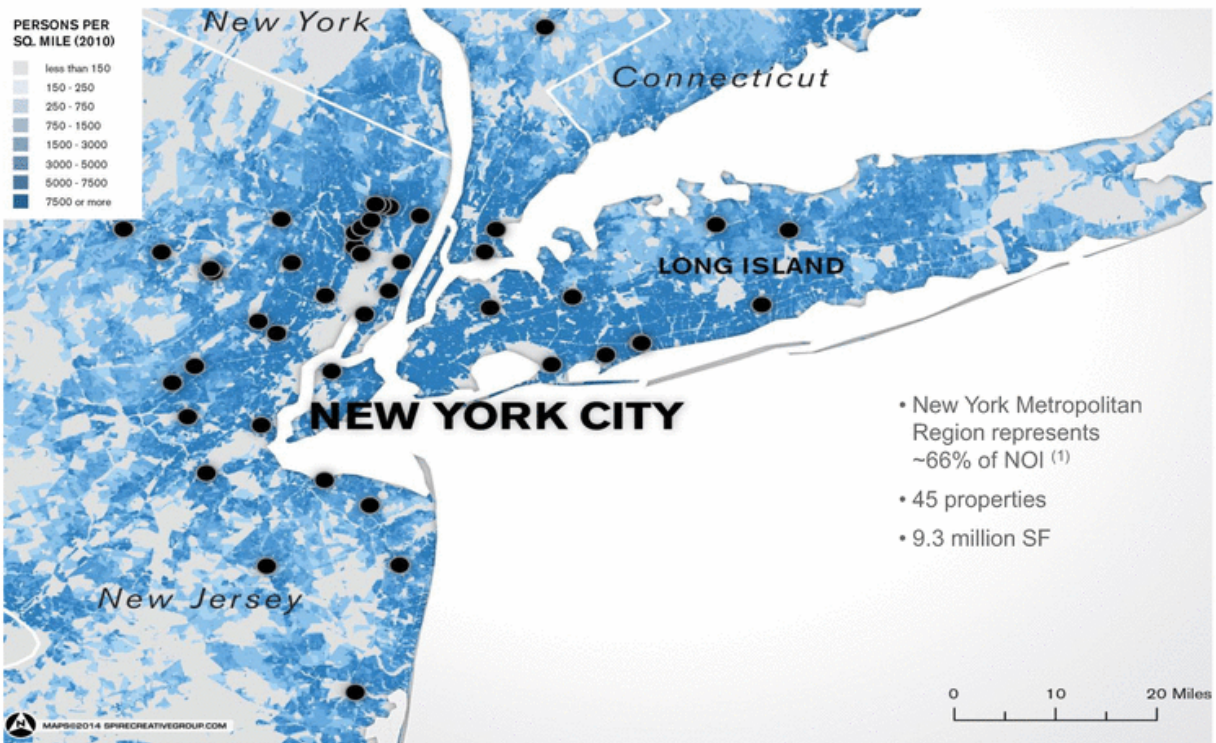 PERSONS PER
SQ. MILE (2010)
less than 150
150 - 250
250 - 750
750 - 1500
1500 - 3000
3000 - 5000
5000 - 7500
7500 or more
New York
Connecticut
LONG ISLAND
NEW YORK CITY
• New York Metropolitan
Region represents
~66% of NOI (1)
• 45 properties
• 9.3 million SF
New Jersey
0 10 20 Miles
N
MAPS©2014 SPIRECREATIVEGROUP.COM